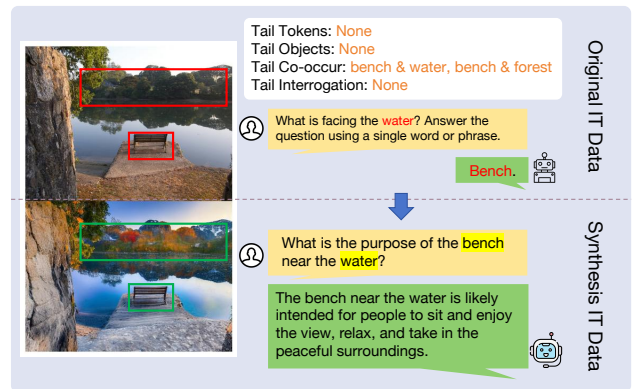 Tail Tokens: None
Tail Objects: None
Tail Co-occur: bench & water, bench & forest
Tail Interrogation: None
What is facing the water? Answer the
question using a single word or phrase.
Bench.
Original IT Data
What is the purpose of the bench
near the water?
The bench near the water is likely
intended for people to sit and enjoy
the view, relax, and take in the
peaceful surroundings.
Synthesis IT Data